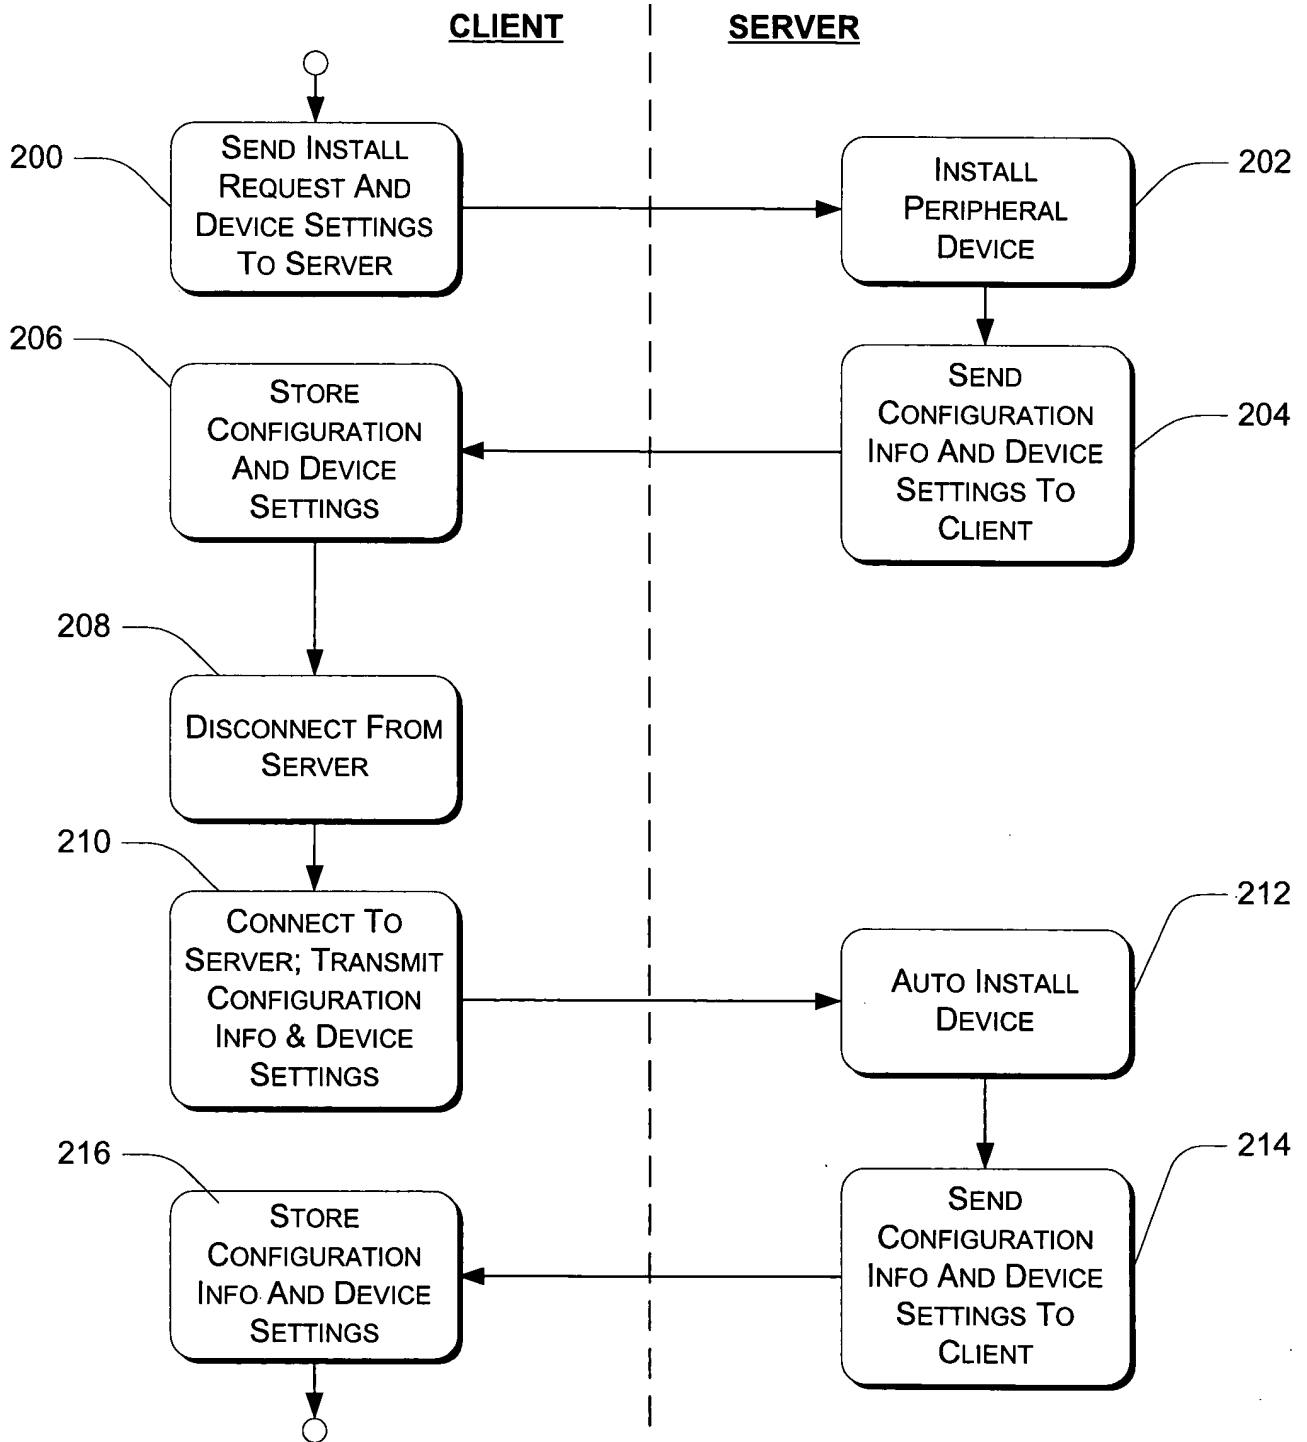 CLIENT
SERVER
200
SEND INSTALL
REQUEST AND
DEVICE SETTINGS
TO SERVER
INSTALL
PERIPHERAL
DEVICE
202
206
STORE
CONFIGURATION
AND DEVICE
SETTINGS
SEND
CONFIGURATION
INFO AND DEVICE
SETTINGS TO
CLIENT
204
208
DISCONNECT FROM
SERVER
210
CONNECT TO
SERVER; TRANSMIT
CONFIGURATION
INFO & DEVICE
SETTINGS
AUTO INSTALL
DEVICE
212
216
STORE
CONFIGURATION
INFO AND DEVICE
SETTINGS
SEND
CONFIGURATION
INFO AND DEVICE
SETTINGS TO
CLIENT
214